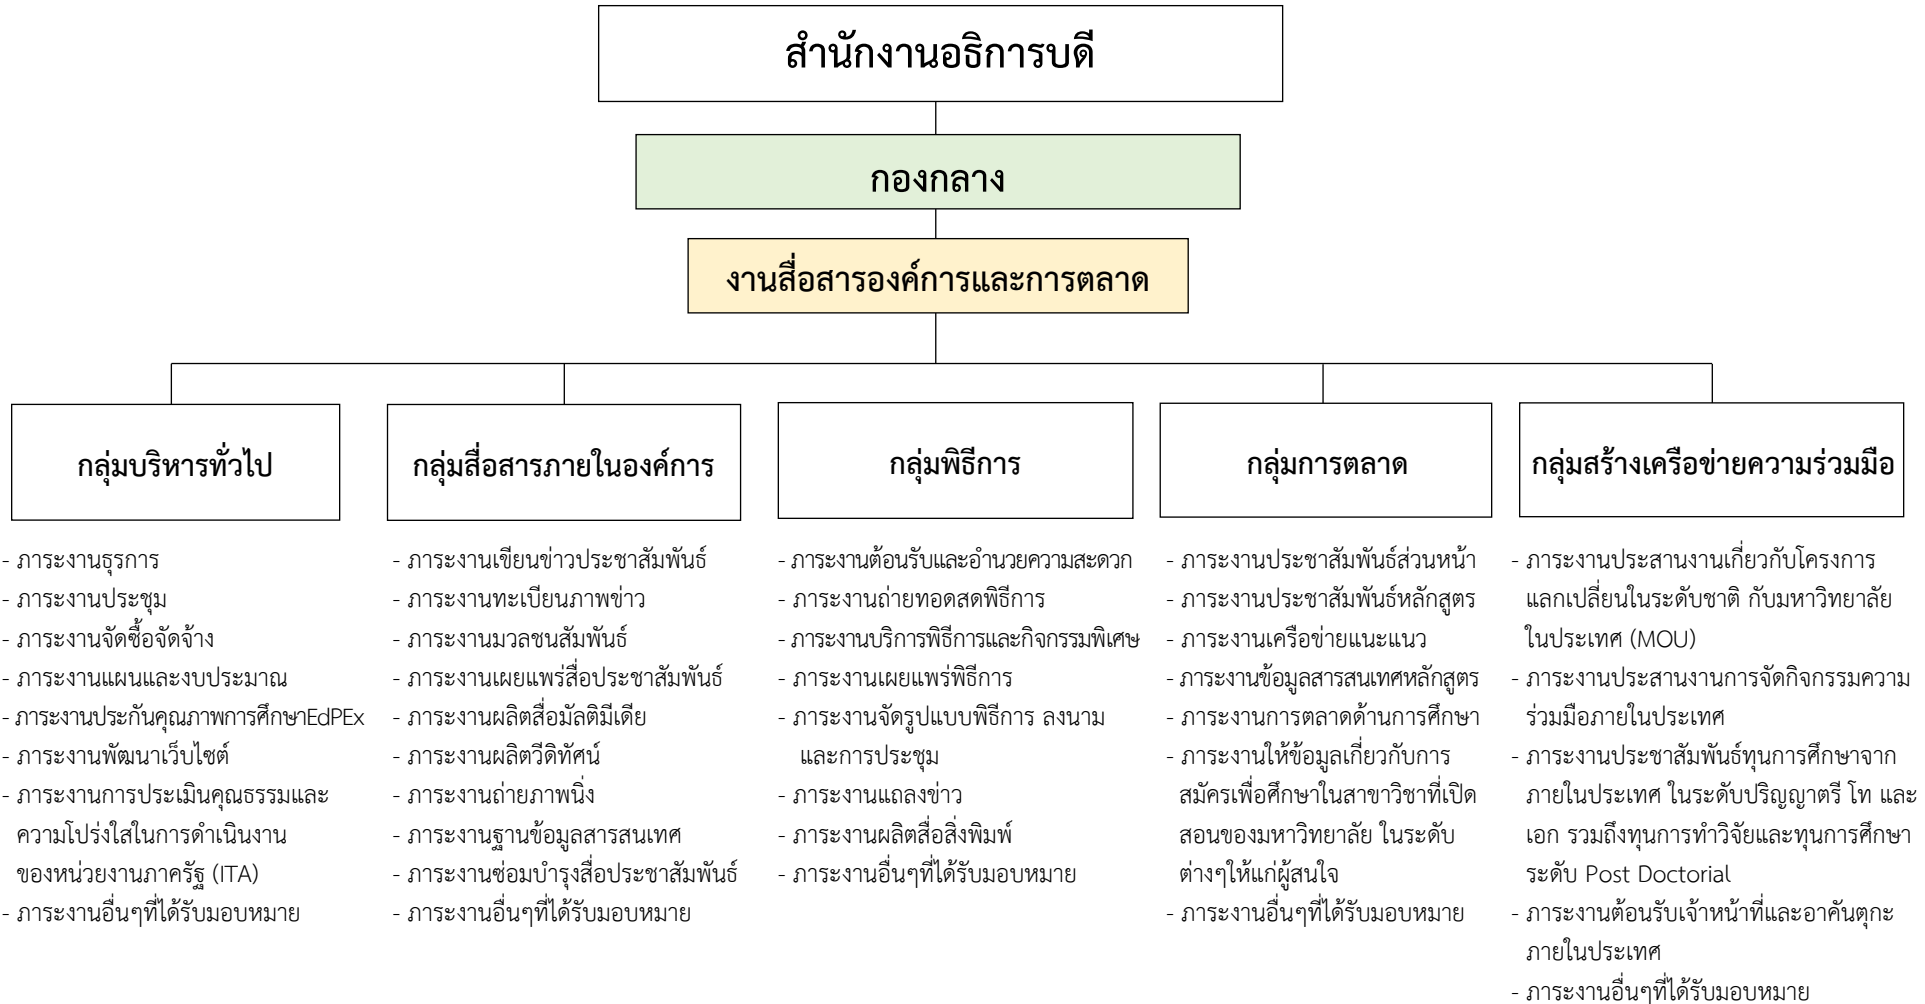 สำนักงานอธิการบดี
กองกลาง
งานสื่อสารองค์การและการตลาด
กลุ่มบริหารทั่วไป
- ภาระงานธุรการ
- ภาระงานประชุม
- ภาระงานจัดซื้อจัดจ้าง
- ภาระงานแผนและงบประมาณ
- ภาระงานประกันคุณภาพการศึกษาEdPEx
- ภาระงานพัฒนาเว็บไซต์
- ภาระงานการประเมินคุณธรรมและ
ความโปร่งใสในการดำเนินงาน
ของหน่วยงานภาครัฐ (ITA)
- ภาระงานอื่นๆที่ได้รับมอบหมาย
กลุ่มสื่อสารภายในองค์การ
- ภาระงานเขียนข่าวประชาสัมพันธ์
- ภาระงานทะเบียนภาพข่าว
- ภาระงานมวลชนสัมพันธ์
- ภาระงานเผยแพร่สื่อประชาสัมพันธ์
- ภาระงานผลิตสื่อมัลติมีเดีย
- ภาระงานผลิตวีดิทัศน์
- ภาระงานถ่ายภาพนิ่ง
- ภาระงานฐานข้อมูลสารสนเทศ
- ภาระงานซ่อมบำรุงสื่อประชาสัมพันธ์
- ภาระงานอื่นๆที่ได้รับมอบหมาย
กลุ่มพิธีการ
- ภาระงานต้อนรับและอำนวยความสะดวก
- ภาระงานถ่ายทอดสดพิธีการ
- ภาระงานบริการพิธีการและกิจกรรมพิเศษ
- ภาระงานเผยแพร่พิธีการ
- ภาระงานจัดรูปแบบพิธีการ ลงนาม
และการประชุม
- ภาระงานแถลงข่าว
- ภาระงานผลิตสื่อสิ่งพิมพ์
- ภาระงานอื่นๆที่ได้รับมอบหมาย
กลุ่มการตลาด
- ภาระงานประชาสัมพันธ์ส่วนหน้า
- ภาระงานประชาสัมพันธ์หลักสูตร
- ภาระงานเครือข่ายแนะแนว
- ภาระงานข้อมูลสารสนเทศหลักสูตร
- ภาระงานการตลาดด้านการศึกษา
- ภาระงานให้ข้อมูลเกี่ยวกับการ
สมัครเพื่อศึกษาในสาขาวิชาที่เปิด
สอนของมหาวิทยาลัย ในระดับ
ต่างๆให้แก่ผู้สนใจ
- ภาระงานอื่นๆที่ได้รับมอบหมาย
กลุ่มสร้างเครือข่ายความร่วมมือ
- ภาระงานประสานงานเกี่ยวกับโครงการ
แลกเปลี่ยนในระดับชาติ กับมหาวิทยาลัย
ในประเทศ (MOU)
- ภาระงานประสานงานการจัดกิจกรรมความ
ร่วมมือภายในประเทศ
- ภาระงานประชาสัมพันธ์ทุนการศึกษาจาก
ภายในประเทศ ในระดับปริญญาตรี โท และ
เอก รวมถึงทุนการทำวิจัยและทุนการศึกษา
ระดับ Post Doctorial
- ภาระงานต้อนรับเจ้าหน้าที่และอาคันตุกะ
ภายในประเทศ
- ภาระงานอื่นๆที่ได้รับมอบหมาย